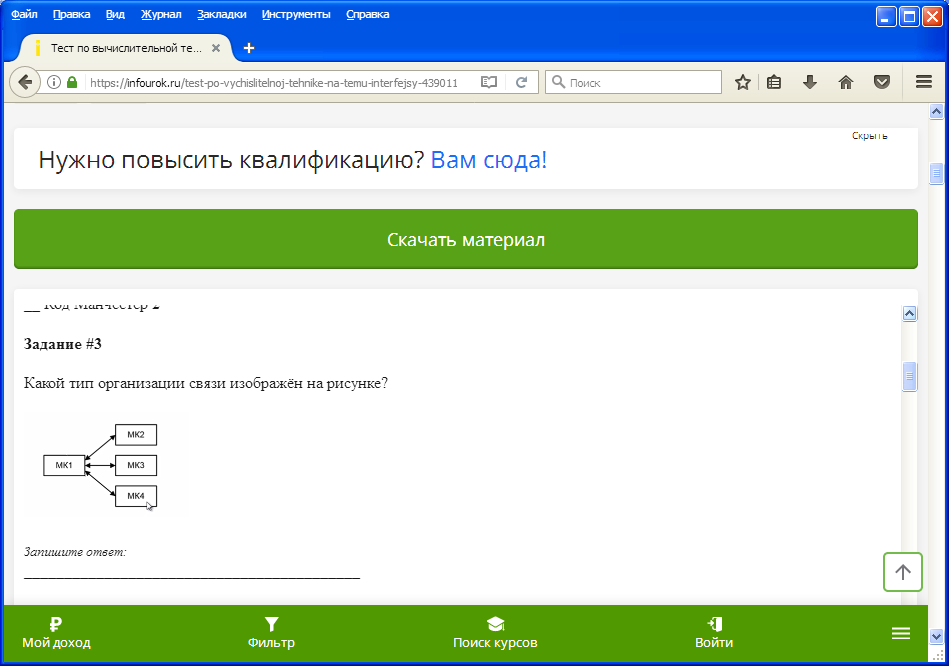 Файл Правка Вид Журнал Закладки Инструменты Справка
Тест по вычислительной те...
https://infourok.ru/test-po-vychislitelnoj-tehnike-na-temu-interfejsy-439011 Поиск
Скрыть
Нужно повысить квалификацию? Вам сюда!
Скачать материал
__ Код Манчестер 2
Задание #3
Какой тип организации связи изображён на рисунке?
МК2
МК1 МК3
МК4
Запишите ответ:
__________________________________________
Мой доход Фильтр Поиск курсов Войти